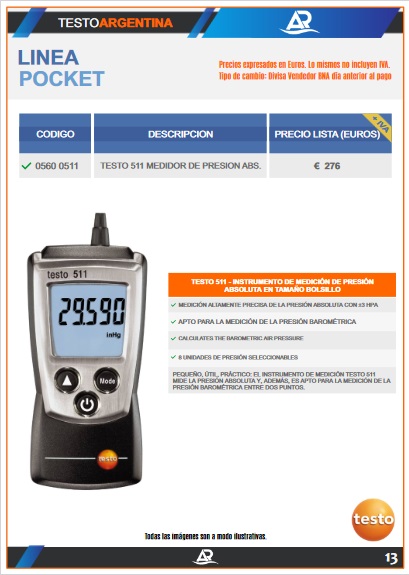 TESTOARGENTINA
AR
LINEA
POCKET
Precios expresados en Euros. Lo mismos no incluyen IVA.
Tipo de cambio: Divisa Vendedor BNA día anterior al pago
CODIGO DESCRIPCION PRECIO LISTA (EUROS)
+ IVA
0560 0511 TESTO 511 MEDIDOR DE PRESION ABS. € 276
testo 511
29.590
inHg
Mode
testo
TESTO 511 - INSTRUMENTO DE MEDICIÓN DE PRESIÓN
ABSOLUTA EN TAMAÑO BOLSILLO
MEDICIÓN ALTAMENTE PRECISA DE LA PRESIÓN ABSOLUTA CON ±3 HPA
APTO PARA LA MEDICIÓN DE LA PRESIÓN BAROMÉTRICA
CALCULATES THE BAROMETRIC AIR PRESSURE
8 UNIDADES DE PRESIÓN SELECCIONABLES
PEQUEÑO, ÚTIL, PRÁCTICO: EL INSTRUMENTO DE MEDICIÓN TESTO 511
MIDE LA PRESIÓN ABSOLUTA Y, ADEMÁS, ES APTO PARA LA MEDICIÓN DE LA
PRESIÓN BAROMÉTRICA ENTRE DOS PUNTOS.
testo
Todas las imágenes son a modo ilustrativas.
AR
13